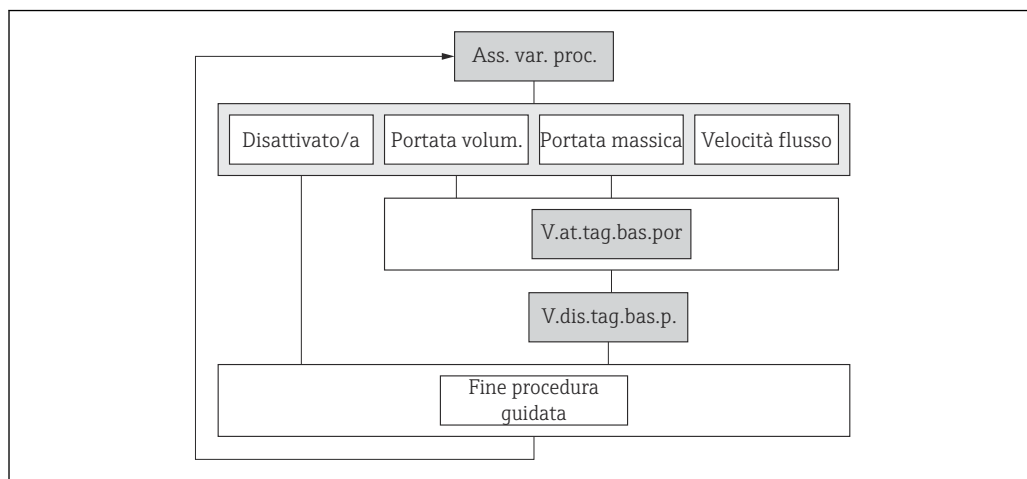 Ass. var. proc.
Disattivato/a
Portata volum.
Portata massica
Velocità flusso
V.at.tag.bas.por
V.dis.tag.bas.p.
Fine procedura
guidata